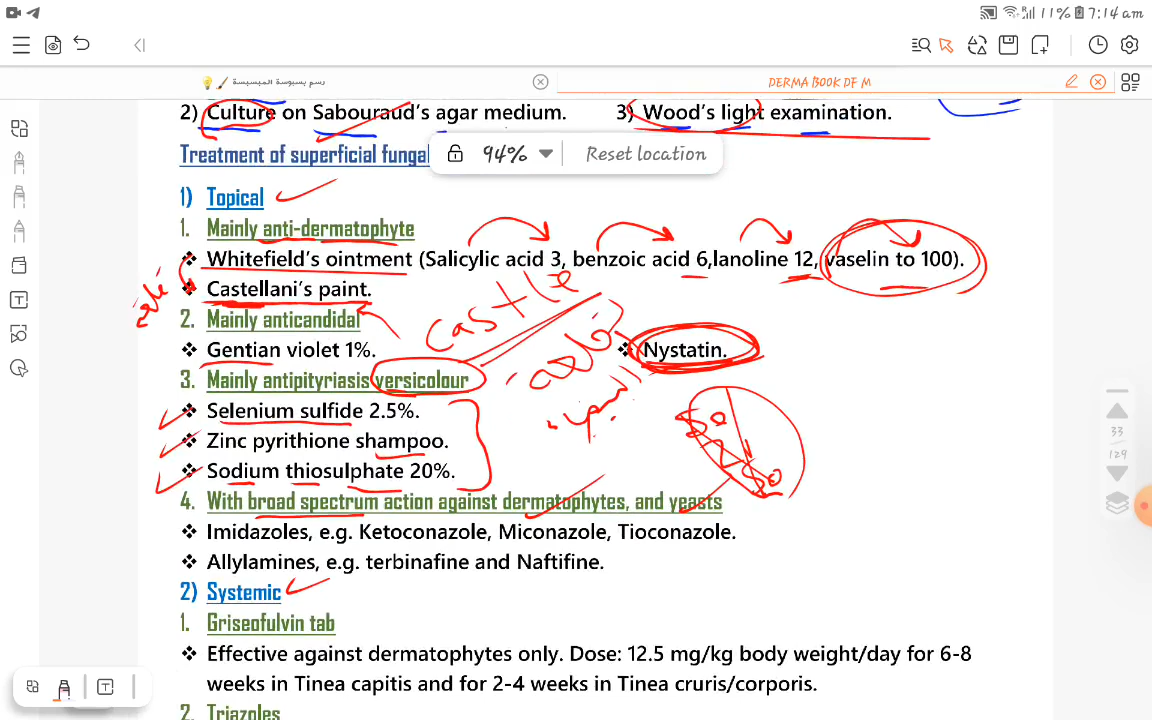 11% 7:14 am
رسم بسبوسة المبسبسة
DERMA BOOK DF M
2) Culture on Sabouraud's agar medium. 3) Wood's light examination.
94% Reset location
Treatment of superficial fungal
1) Topical
1. Mainly anti-dermatophyte
❖ Whitefield's ointment (Salicylic acid 3, benzoic acid 6,lanoline 12, vaselin to 100).
❖ Castellani's paint.
castle
2. Mainly anticandidal
❖ Gentian violet 1%. ❖ Nystatin.
3. Mainly antipityriasis versicolour
❖ Selenium sulfide 2.5%.
❖ Zinc pyrithione shampoo.
❖ Sodium thiosulphate 20%.
33
129
4. With broad spectrum action against dermatophytes, and yeasts
❖ Imidazoles, e.g. Ketoconazole, Miconazole, Tioconazole.
❖ Allylamines, e.g. terbinafine and Naftifine.
2) Systemic
1. Griseofulvin tab
❖ Effective against dermatophytes only. Dose: 12.5 mg/kg body weight/day for 6-8
weeks in Tinea capitis and for 2-4 weeks in Tinea cruris/corporis.
2. Triazoles